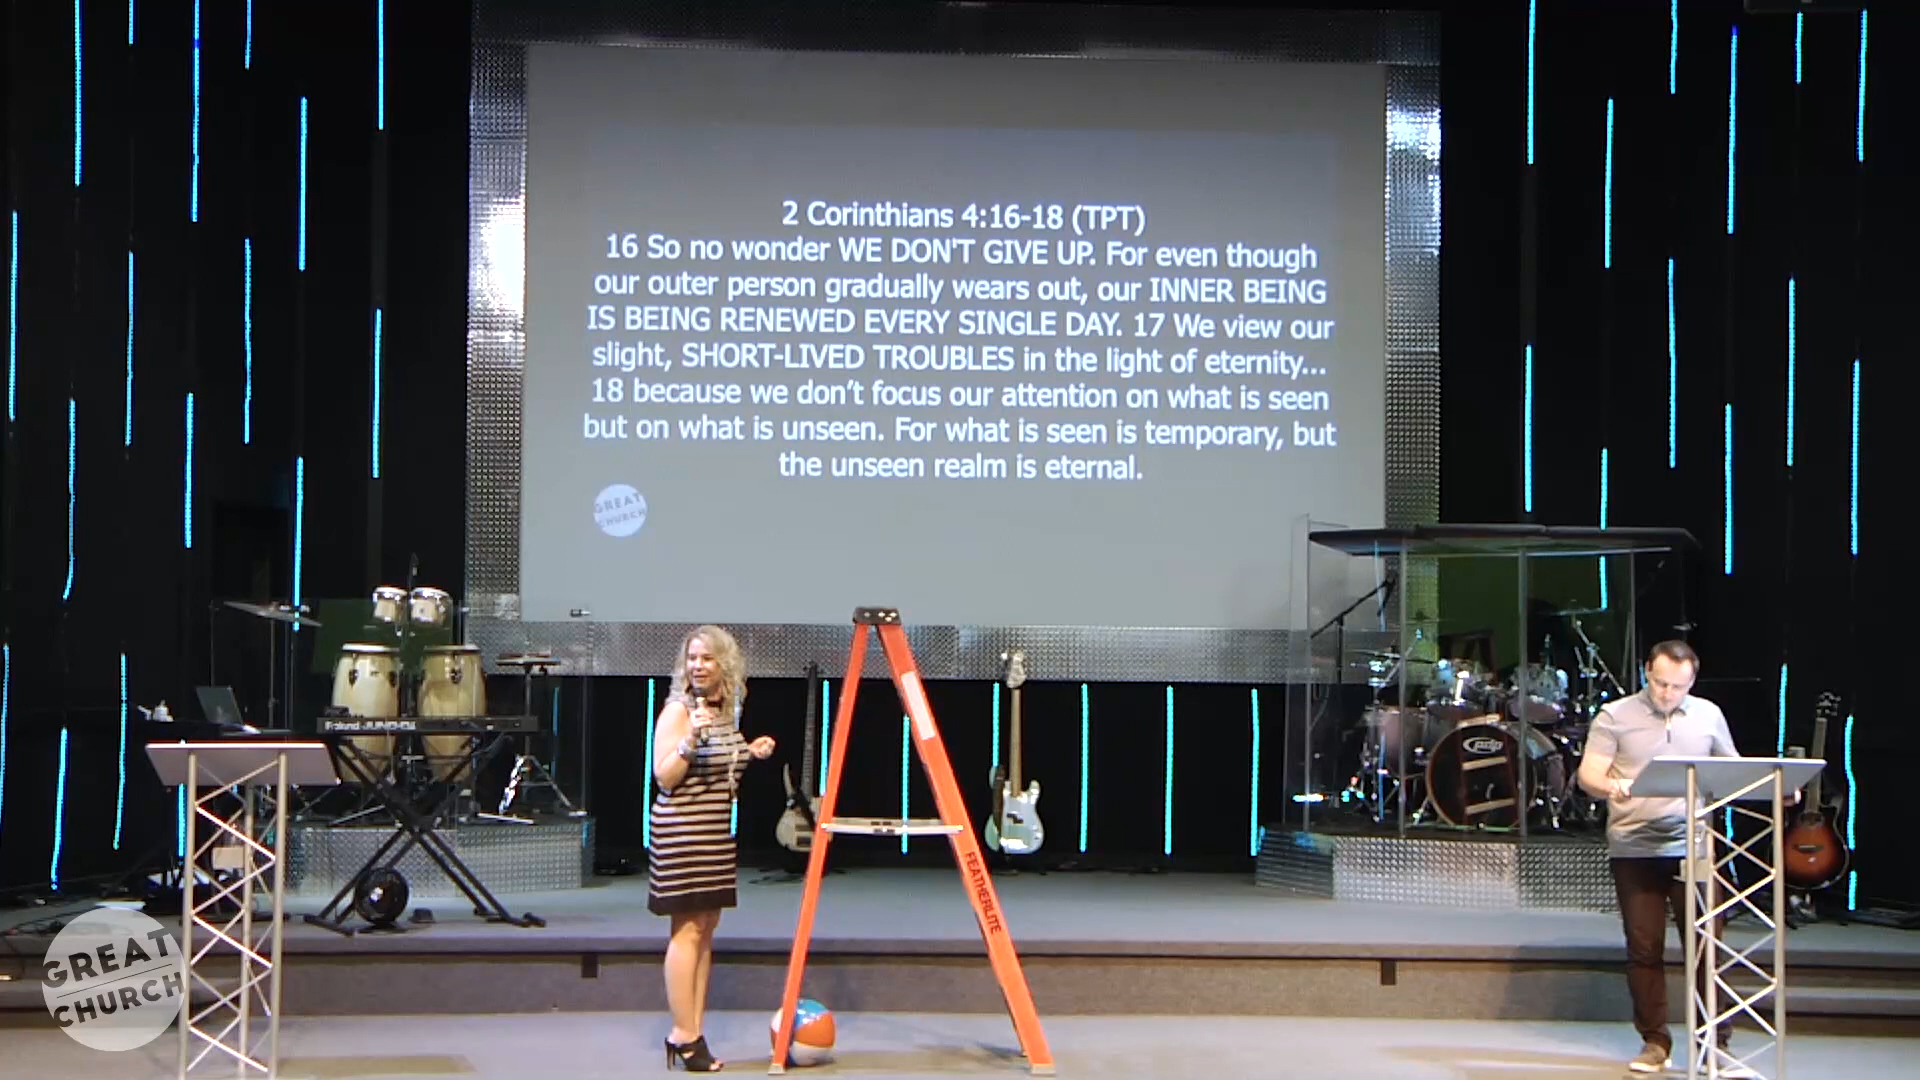 2 Corinthians 4:16-18 (TPT)
16 So no wonder WE DON'T GIVE UP. For even though
our outer person gradually wears out, our INNER BEING
IS BEING RENEWED EVERY SINGLE DAY. 17 We view our
slight, SHORT-LIVED TROUBLES in the light of eternity...
18 because we don’t focus our attention on what is seen
but on what is unseen. For what is seen is temporary, but
the unseen realm is eternal.
GREAT
CHURCH
Roland JUNO-Di
pdp
FEATHERLITE
GREAT
CHURCH